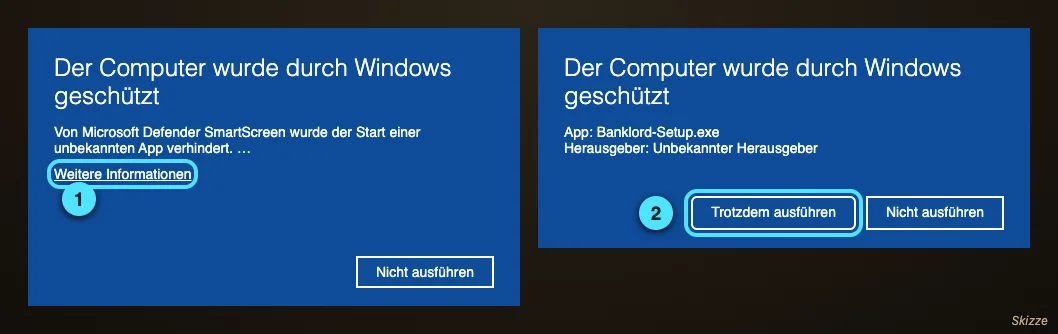 Der Computer wurde durch Windows
geschützt
Von Microsoft Defender SmartScreen wurde der Start einer
unbekannten App verhindert. …
Weitere Informationen
1
Nicht ausführen
Der Computer wurde durch Windows
geschützt
App: Banklord-Setup.exe
Herausgeber: Unbekannter Herausgeber
2
Trotzdem ausführen
Nicht ausführen
Skizze